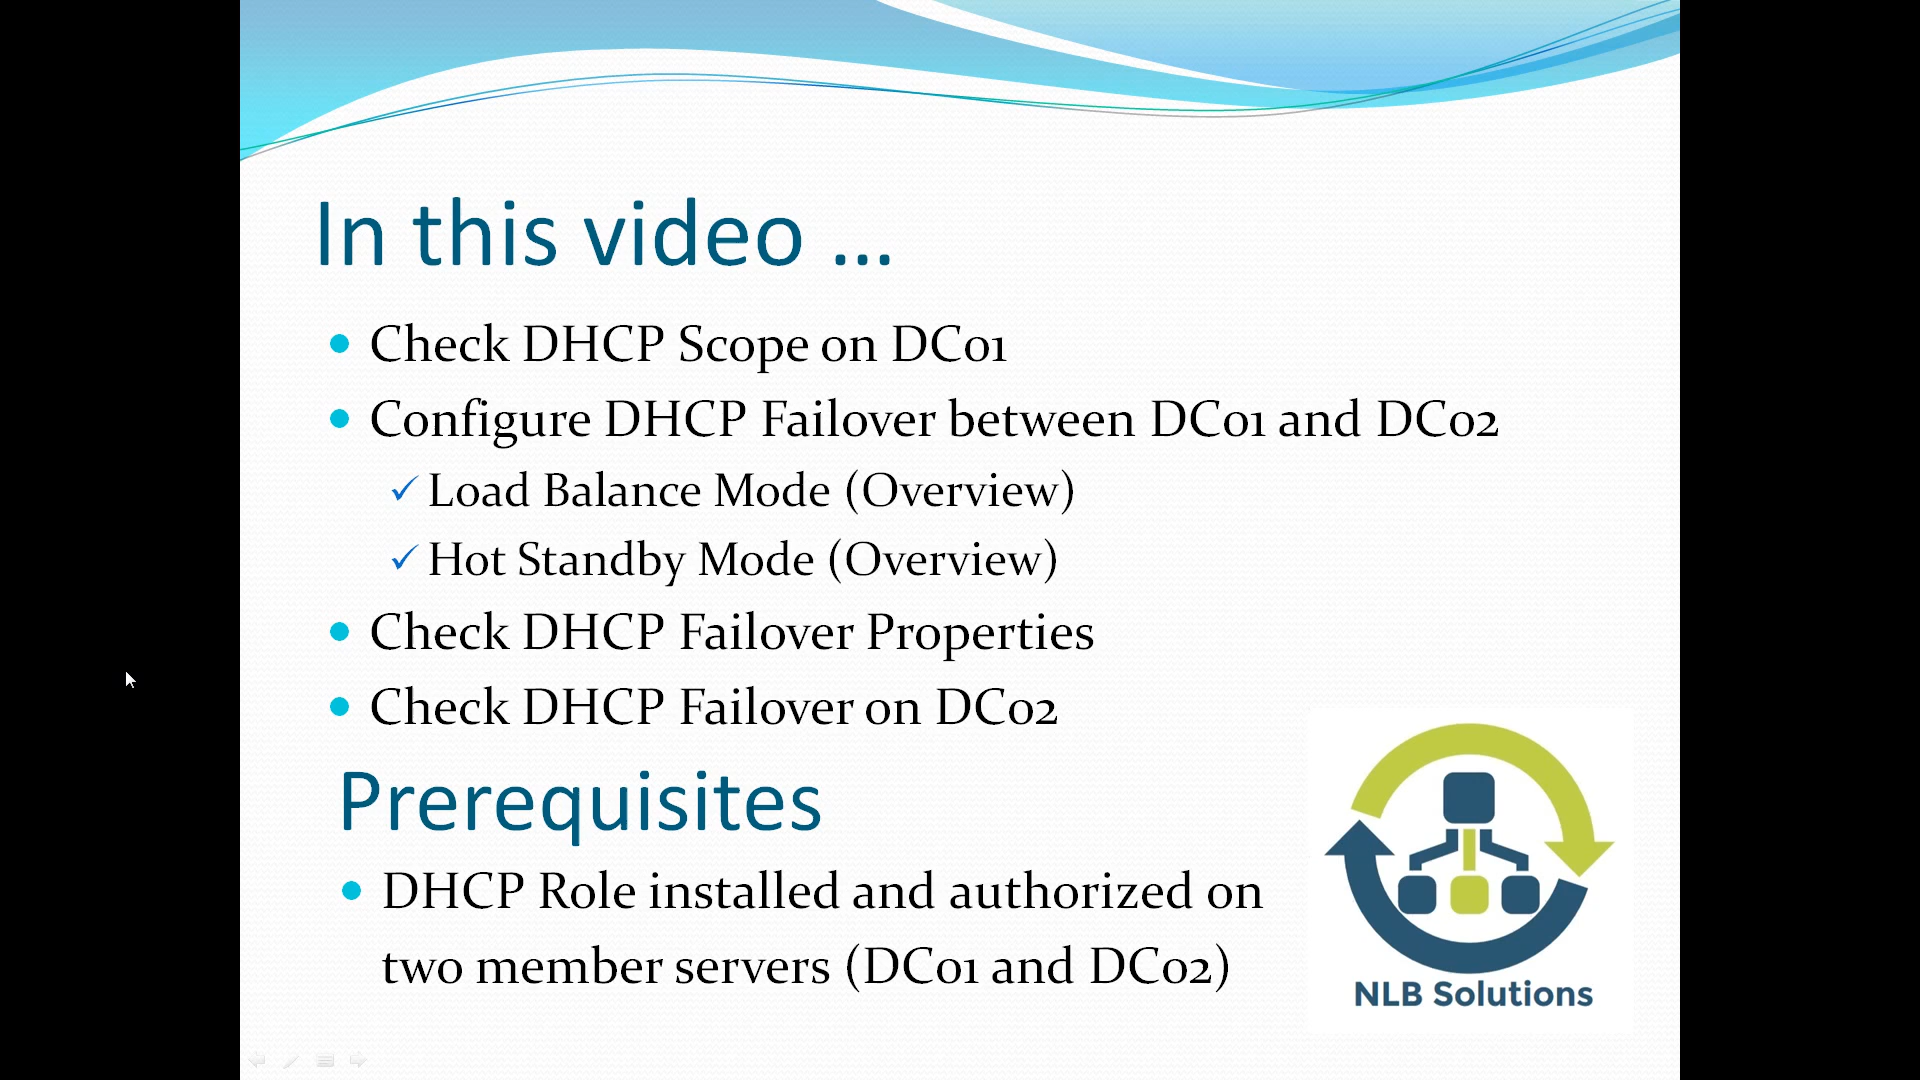 In this video ...
• Check DHCP Scope on DC01
• Configure DHCP Failover between DC01 and DC02
✓ Load Balance Mode (Overview)
✓ Hot Standby Mode (Overview)
• Check DHCP Failover Properties
• Check DHCP Failover on DC02
Prerequisites
• DHCP Role installed and authorized on
two member servers (DC01 and DC02)
NLB Solutions